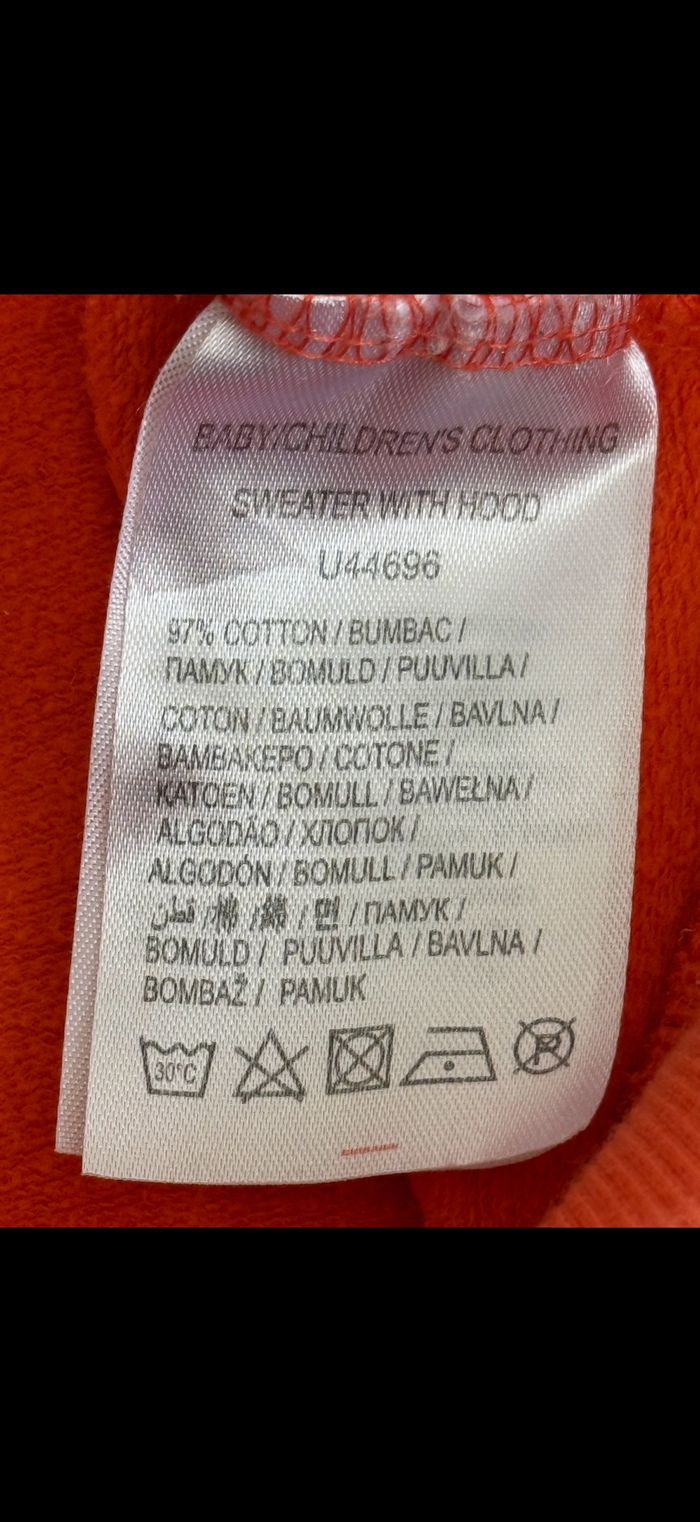 BABY/CHILDREN'S CLOTHING
SWEATER WITH HOOD
U44696
97% COTTON / BUMBAC /
ПАМУК / BOMULD / PUUVILLA /
COTON / BAUMWOLLE / BAVLNA /
ΒΑΜΒΑΚΕΡΟ / COTONE /
KATOEN / BOMULL / BAWEŁNA /
ALGODÃO / ХЛОПОК /
ALGODÓN / BOMULL / PAMUK /
قطن / 棉 / 綿 / 면 / ПАМУК /
BOMULD / PUUVILLA / BAVLNA /
BOMBAŽ / PAMUK
30°C
P